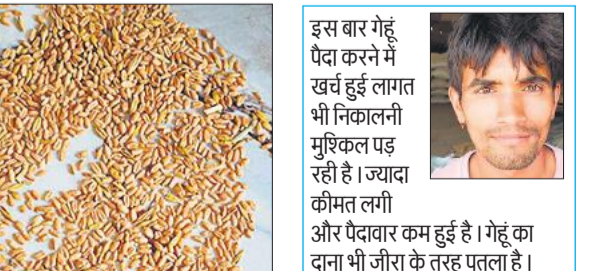 इस बार गेहूं
पैदा करने में
खर्च हुई लागत
भी निकालनी
मुश्किल पड़
रही है । ज्यादा
कीमत लगी
और पैदावार कम हुई है । गेहूं का
दाना भी जीरा के तरह पतला है ।